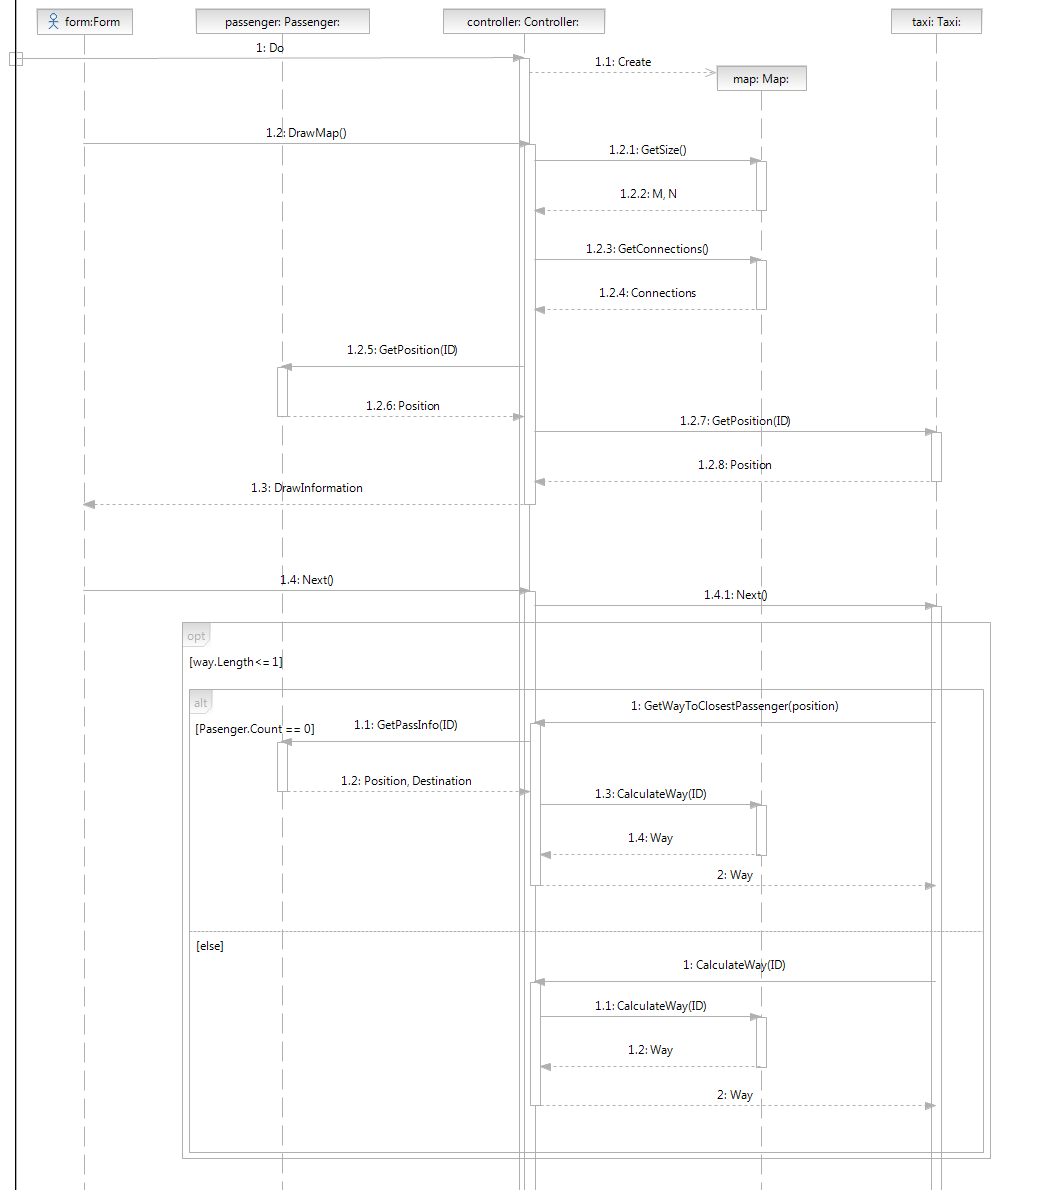 form:Form
passenger: Passenger:
controller: Controller:
taxi: Taxi:
1: Do
1.1: Create
map: Map:
1.2: DrawMap()
1.2.1: GetSize()
1.2.2: M, N
1.2.3: GetConnections()
1.2.4: Connections
1.2.5: GetPosition(ID)
1.2.6: Position
1.2.7: GetPosition(ID)
1.2.8: Position
1.3: DrawInformation
1.4: Next()
1.4.1: Next()
opt
[way.Length<= 1]
alt
1: GetWayToClosestPassenger(position)
[Pasenger.Count == 0]
1.1: GetPassInfo(ID)
1.2: Position, Destination
1.3: CalculateWay(ID)
1.4: Way
2: Way
[else]
1: CalculateWay(ID)
1.1: CalculateWay(ID)
1.2: Way
2: Way